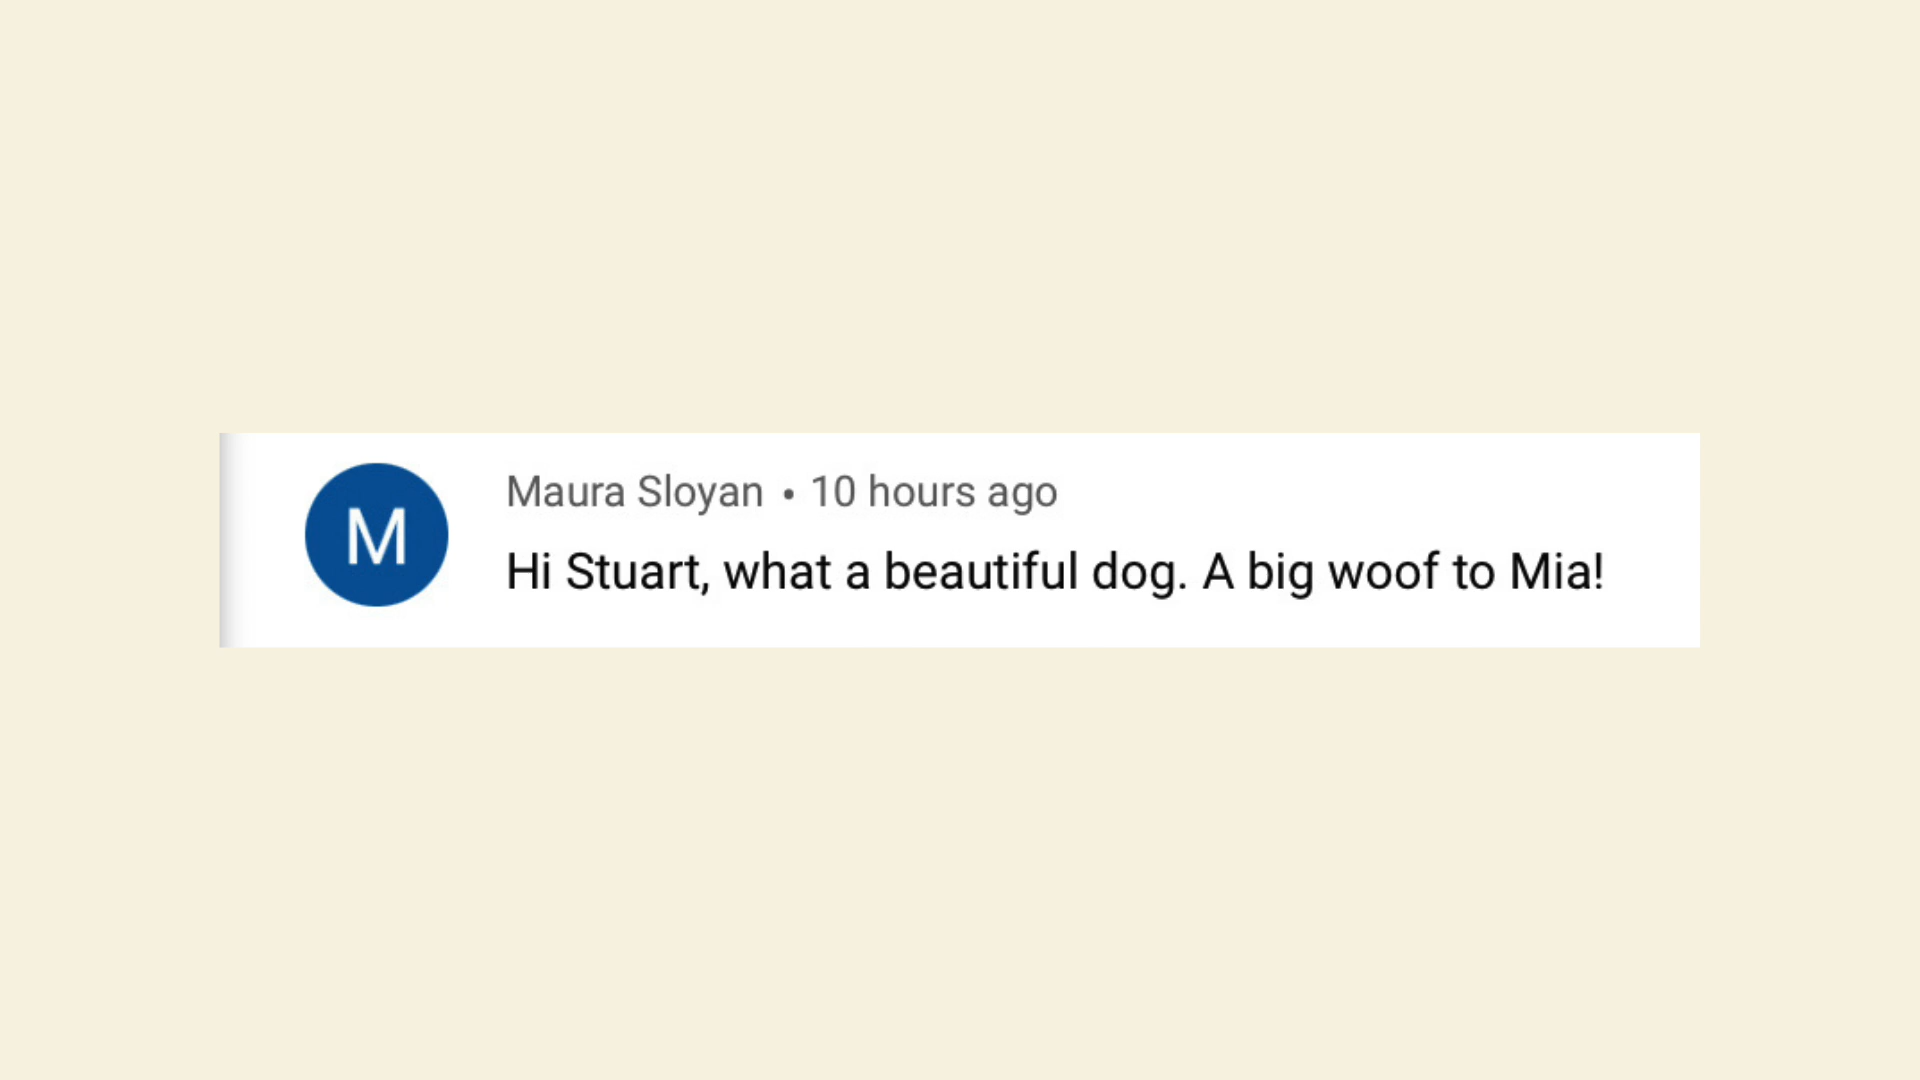 M
Maura Sloyan • 10 hours ago
Hi Stuart, what a beautiful dog. A big woof to Mia!